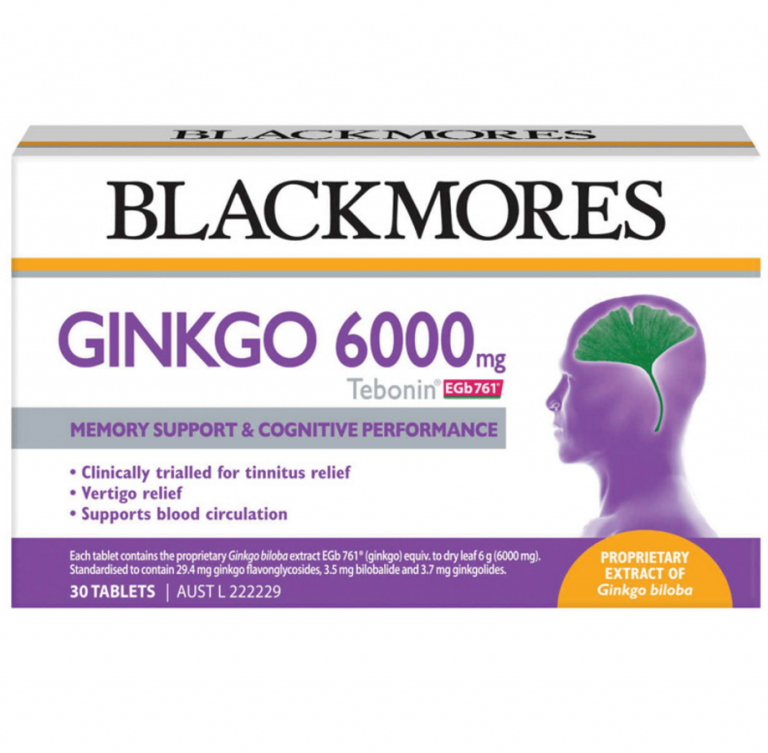 BLACKMORES
BLACKMORES
GINKGO 6000mg
Tebonin® EGb761®
MEMORY SUPPORT & COGNITIVE PERFORMANCE
• Clinically trialled for tinnitus relief
• Vertigo relief
• Supports blood circulation
Each tablet contains the proprietary Ginkgo biloba extract EGb 761® (ginkgo) equiv. to dry leaf 6 g (6000 mg).
Standardised to contain 29.4 mg ginkgo flavonglycosides, 3.5 mg bilobalide and 3.7 mg ginkgolides.
30 TABLETS | AUST L 222229
PROPRIETARY
EXTRACT OF
Ginkgo biloba